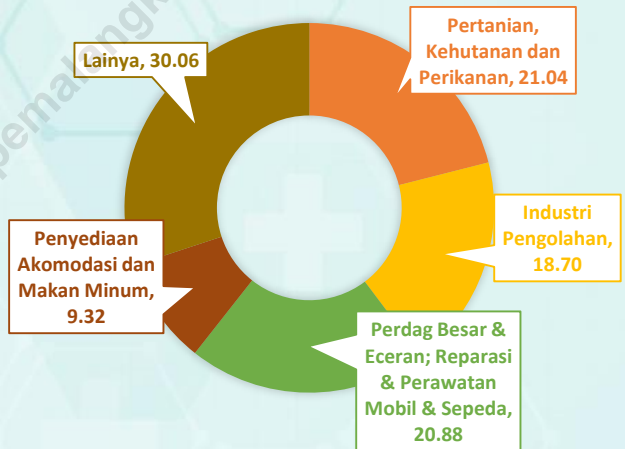 pemalangk
Lainya, 30.06
Pertanian,
Kehutanan dan
Perikanan, 21.04
Industri
Pengolahan,
18.70
Penyediaan
Akomodasi dan
Makan Minum,
9.32
Perdag Besar &
Eceran; Reparasi
& Perawatan
Mobil & Sepeda,
20.88